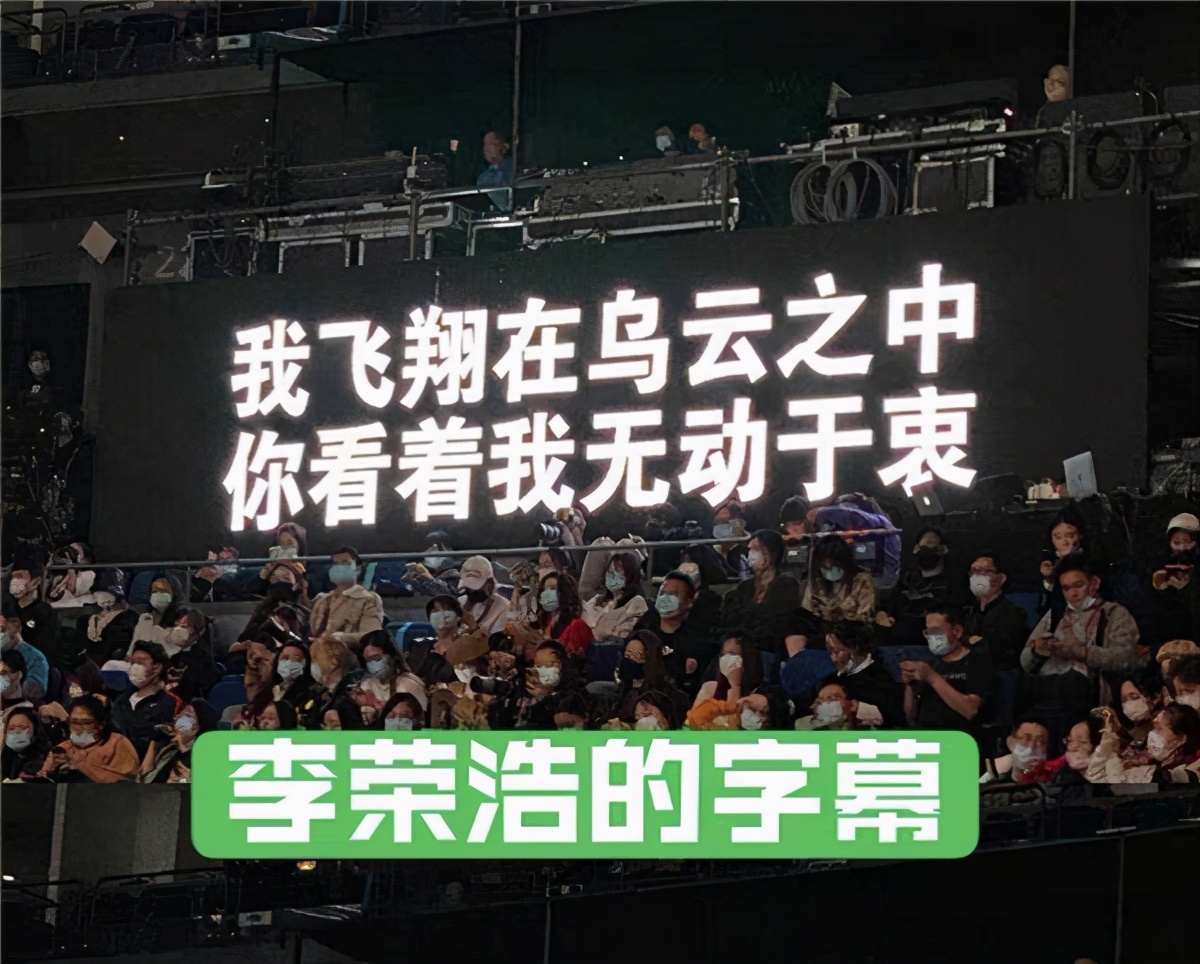 我飞翔在乌云之中
你看着我无动于衷
李荣浩的字幕